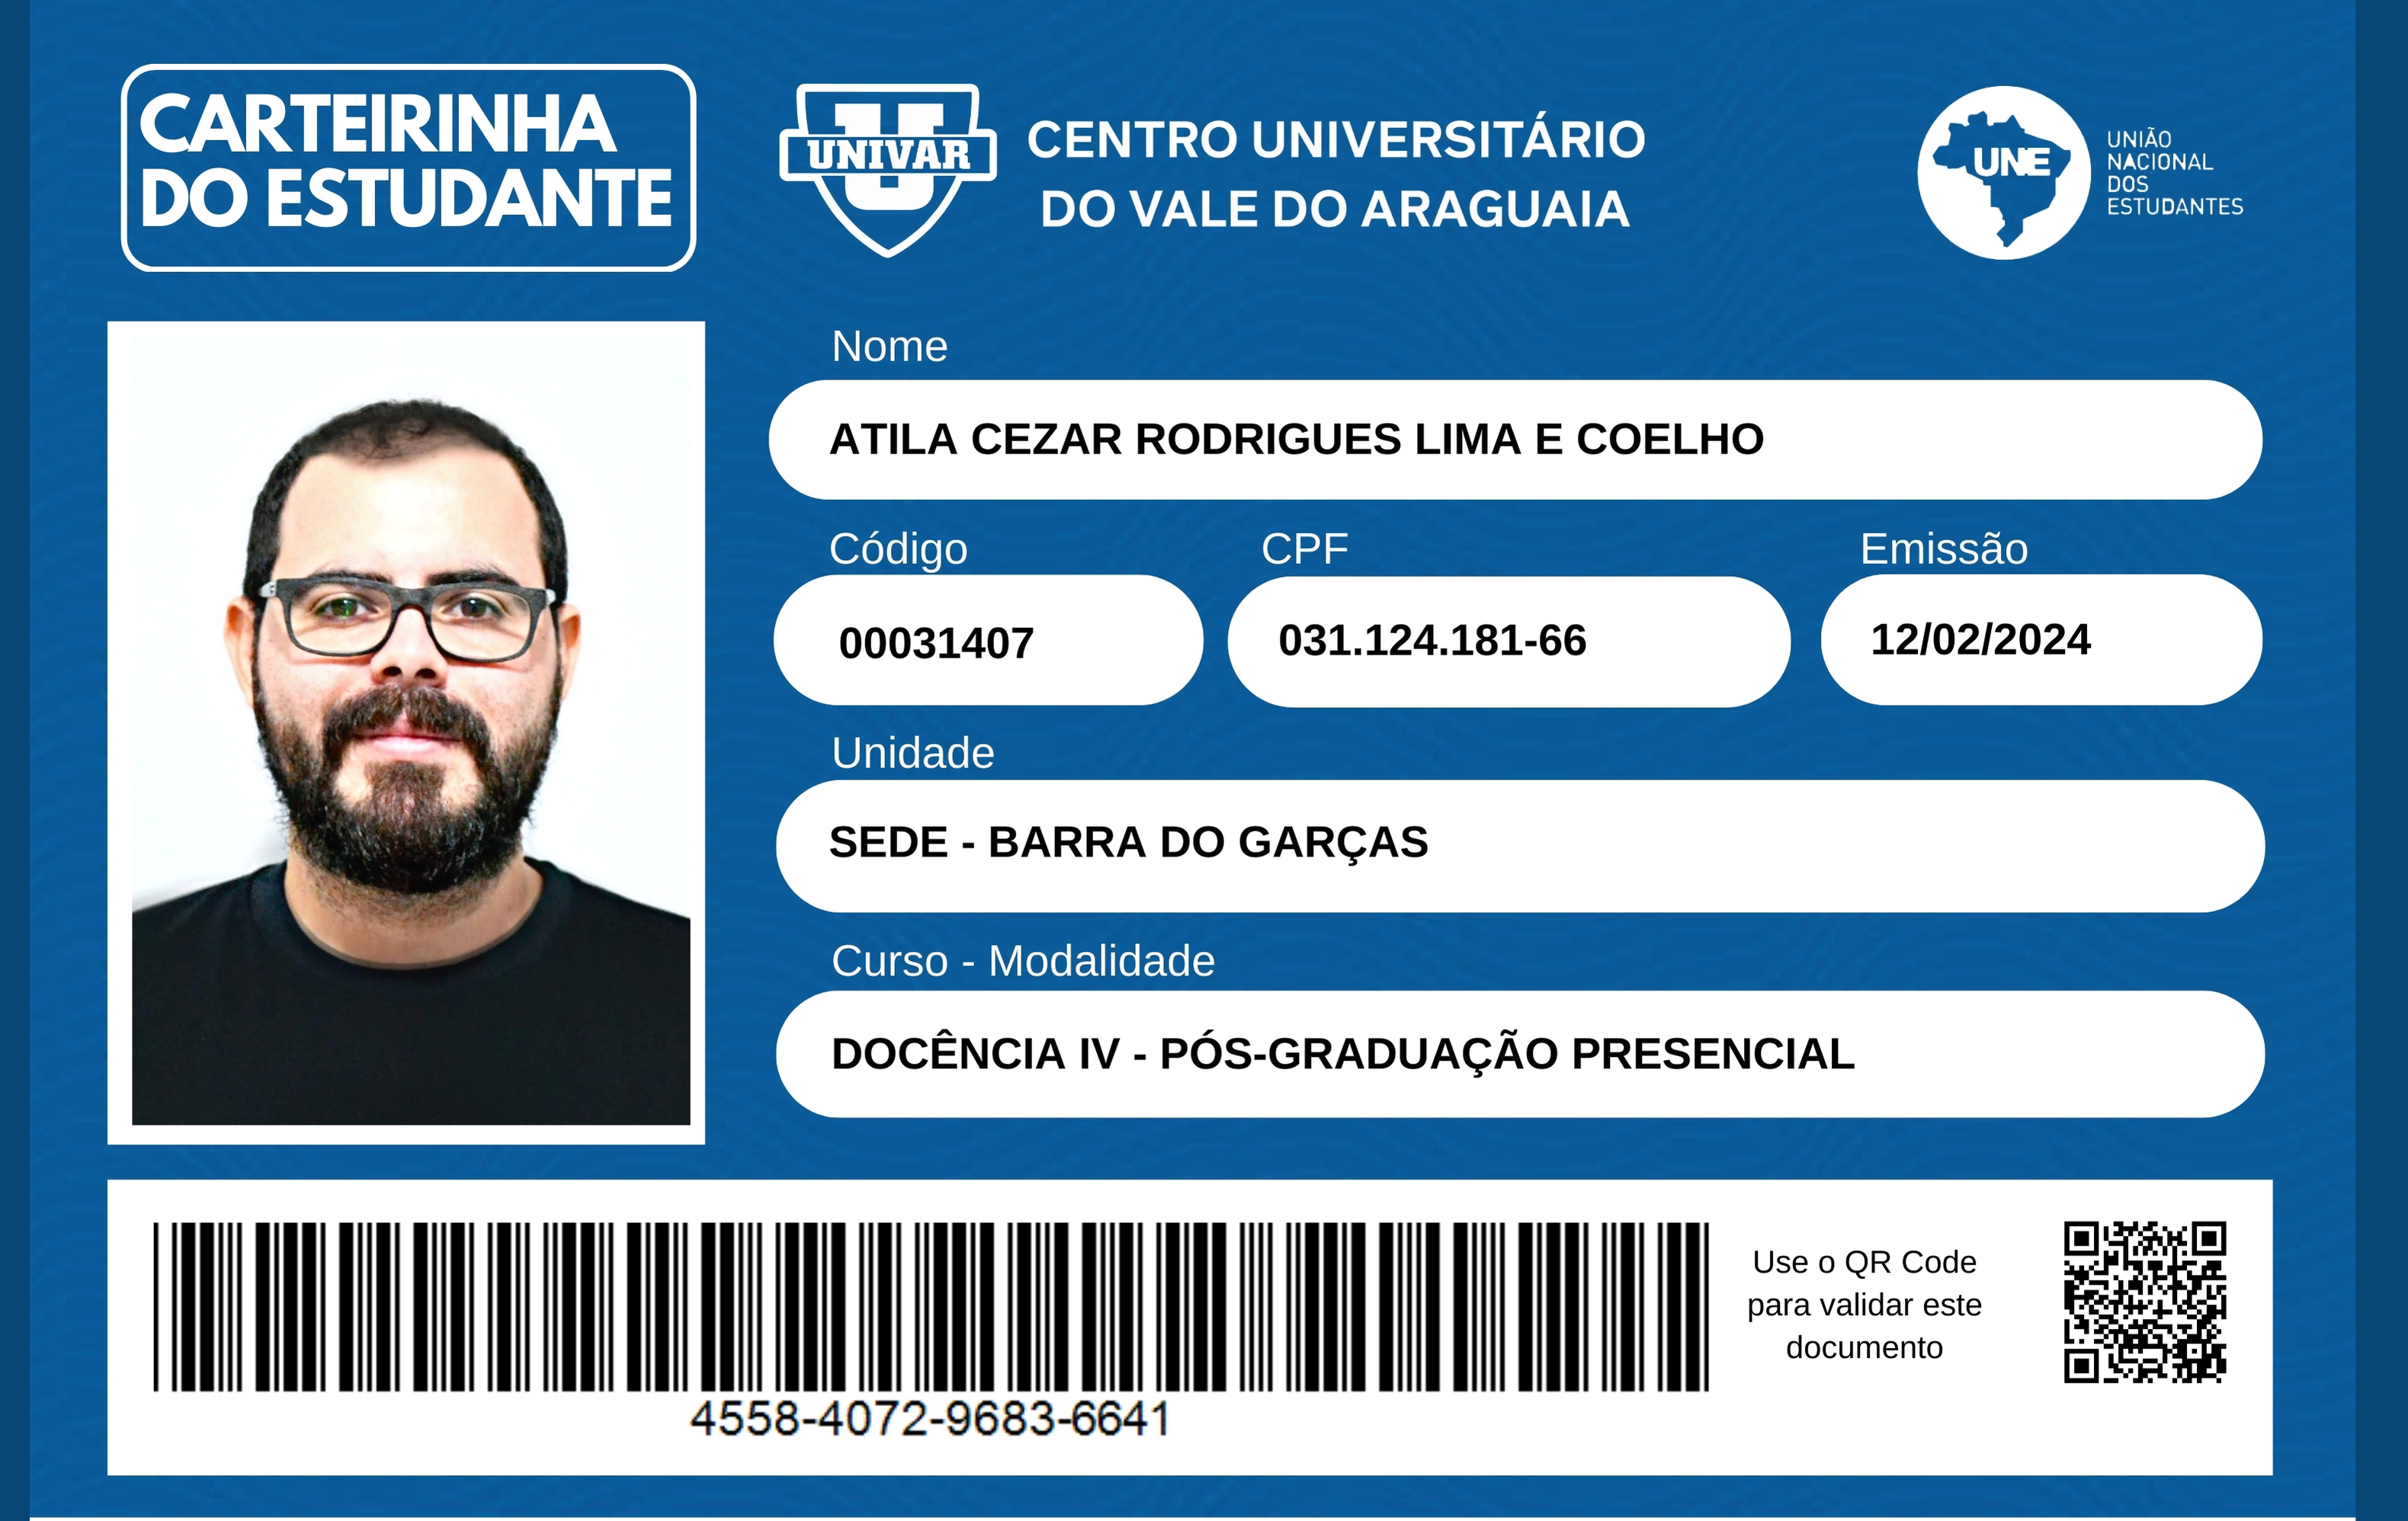 CARTEIRINHA
DO ESTUDANTE
UNIVAR
CENTRO UNIVERSITÁRIO
DO VALE DO ARAGUAIA
UNE
UNIÃO
NACIONAL
DOS
ESTUDANTES
Nome
ATILA CEZAR RODRIGUES LIMA E COELHO
Código
CPF
Emissão
00031407
031.124.181-66
12/02/2024
Unidade
SEDE - BARRA DO GARÇAS
Curso - Modalidade
DOCÊNCIA IV - PÓS-GRADUAÇÃO PRESENCIAL
4558-4072-9683-6641
Use o QR Code
para validar este
documento